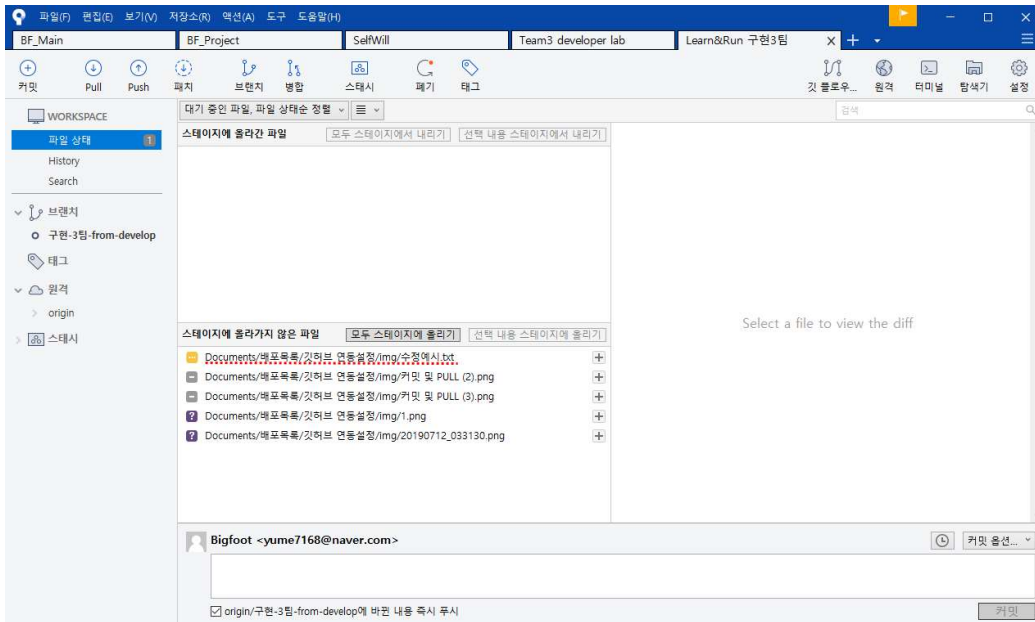 파일(F) 편집(E) 보기(V) 저장소(R) 액션(A) 도구 도움말(H)
BF_Main BF_Project SelfWill Team3 developer lab Learn&Run 구현3팀
커밋 Pull Push 패치 브랜치 병합 스태시 폐기 태그 깃 플로우... 원격 터미널 탐색기 설정
WORKSPACE
파일 상태 1
History
Search
브랜치
구현-3팀-from-develop
태그
원격
origin
스태시
대기 중인 파일, 파일 상태순 정렬
검색
스테이지에 올라간 파일 모두 스테이지에서 내리기 선택 내용 스테이지에서 내리기
스테이지에 올라가지 않은 파일 모두 스테이지에 올리기 선택 내용 스테이지에 올리기
Documents/배포목록/깃허브 연동설정/img/수정예시.txt
Documents/배포목록/깃허브 연동설정/img/커밋 및 PULL (2).png
Documents/배포목록/깃허브 연동설정/img/커밋 및 PULL (3).png
Documents/배포목록/깃허브 연동설정/img/1.png
Documents/배포목록/깃허브 연동설정/img/20190712_033130.png
Select a file to view the diff
Bigfoot <yume7168@naver.com>
커밋 옵션...
origin/구현-3팀-from-develop에 바뀐 내용 즉시 푸시
커밋